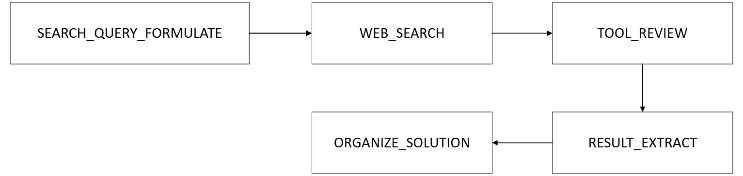 SEARCH_QUERY_FORMULATE
WEB_SEARCH
TOOL_REVIEW
RESULT_EXTRACT
ORGANIZE_SOLUTION